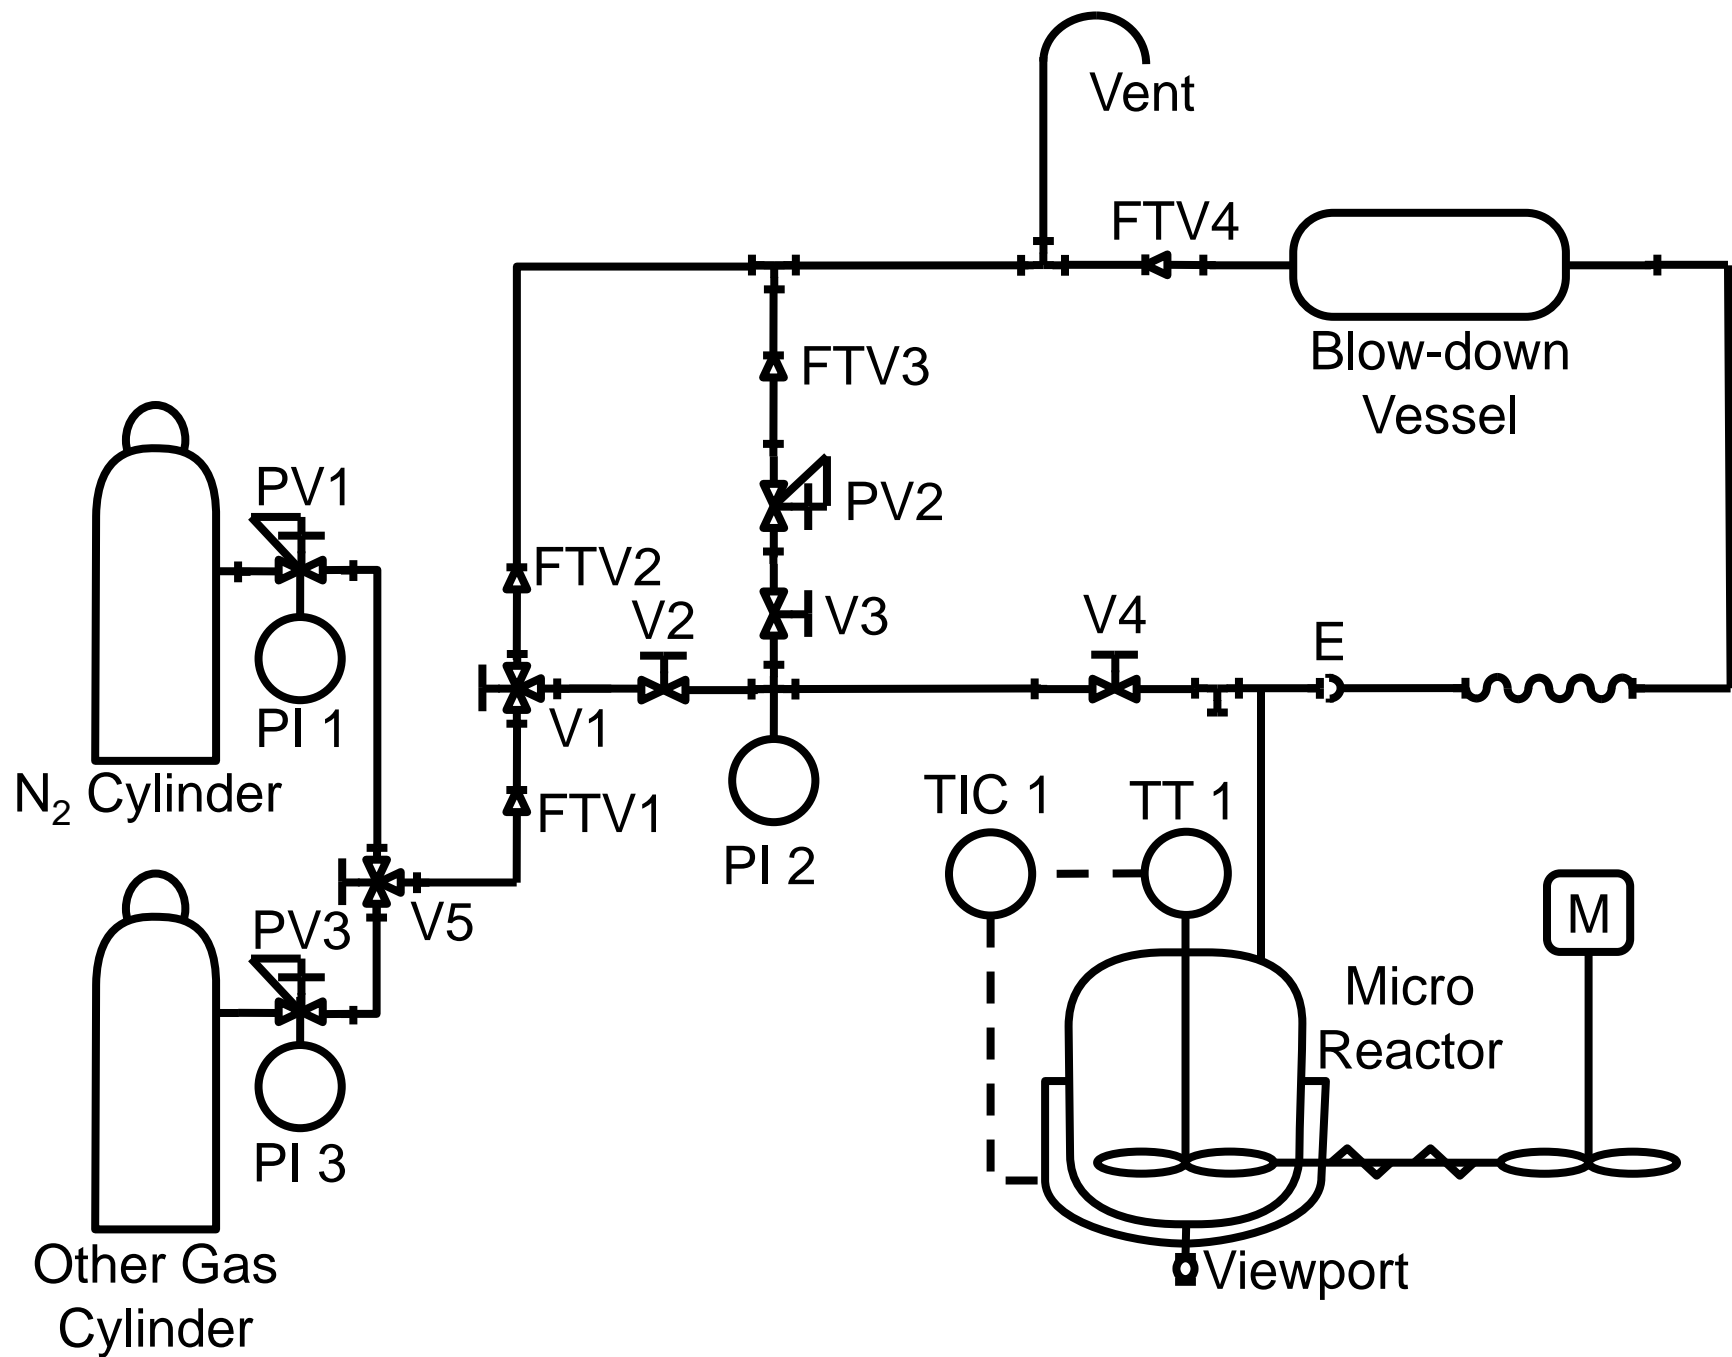 Vent
FTV4
Blow-down
Vessel
FTV3
PV1
PV2
FTV2
V2
V3
V4
E
PI 1
V1
N₂ Cylinder
FTV1
TIC 1
TT 1
PI 2
PV3
V5
M
Micro
Reactor
PI 3
Other Gas
Cylinder
Viewport